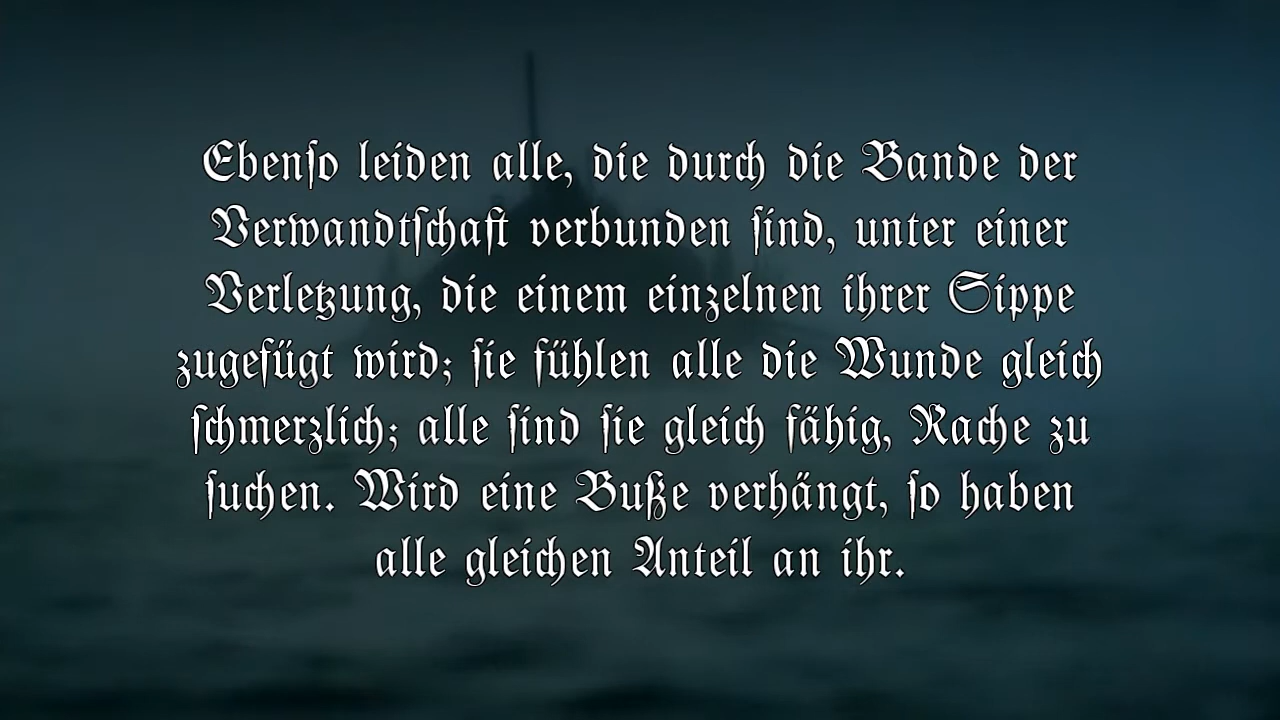 Ebenſo leiden alle, die durch die Bande der
Verwandtſchaft verbunden ſind, unter einer
Verletzung, die einem einzelnen ihrer Sippe
zugefügt wird; ſie fühlen alle die Wunde gleich
ſchmerzlich; alle ſind ſie gleich fähig, Rache zu
ſuchen. Wird eine Buße verhängt, ſo haben
alle gleichen Anteil an ihr.